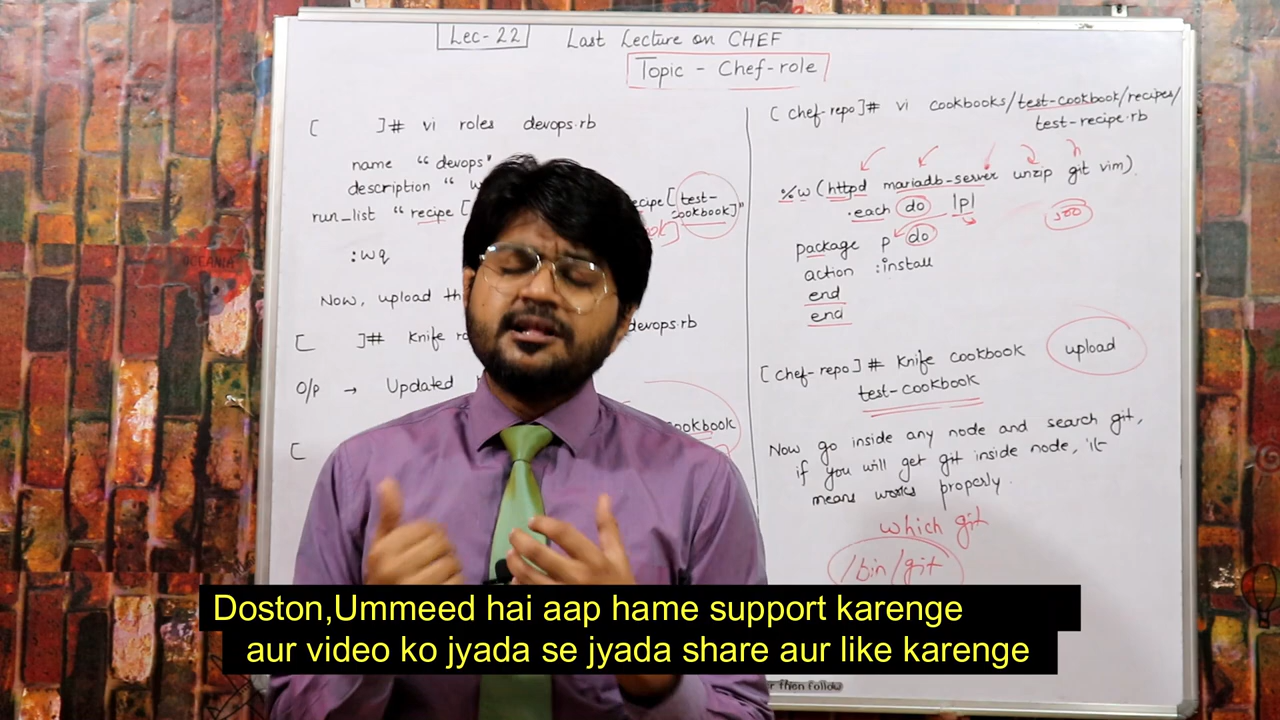 Lec-22 Last Lecture on CHEF
Topic - Chef-role
[ ]# vi roles devops.rb
name "devops"
description "
run_list "recipe [ ecipe[test-
cookbook]"
:wq
Now, upload th
[ ]# Knife devops.rb
O/p → Updated
ookbook
[
[chef-repo]# vi cookbooks/test-cookbook/recipes/
test-recipe.rb
%w (httpd mariadb-server unzip git vim)
.each do |p|
package p do
action :install
end
end
[chef-repo]# Knife cookbook upload
test-cookbook
Now go inside any node and search git,
if you will get git inside node, it
means works properly.
which git
/bin/git
OCEANIA
Doston,Ummeed hai aap hame support karenge
aur video ko jyada se jyada share aur like karenge
r then follow